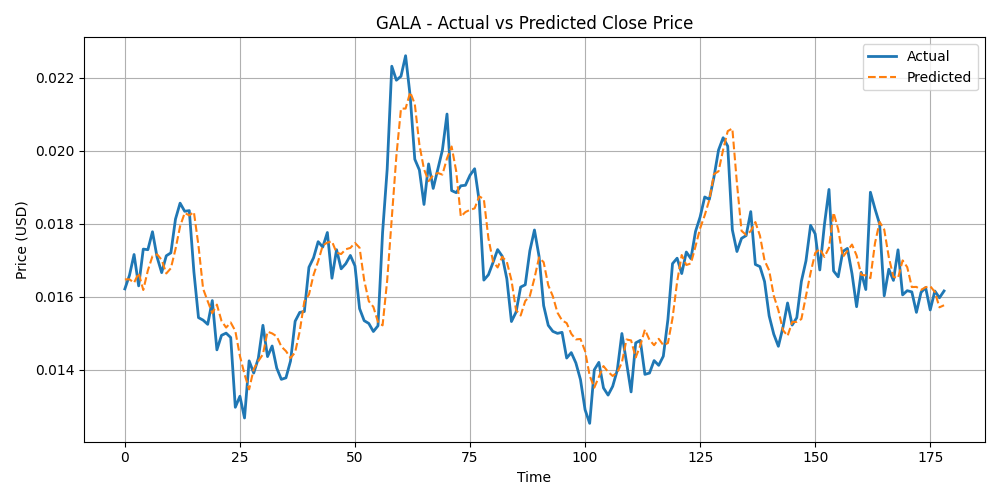 GALA - Actual vs Predicted Close Price
Actual
Predicted
Price (USD)
0.022
0.020
0.018
0.016
0.014
0
25
50
75
100
125
150
175
Time